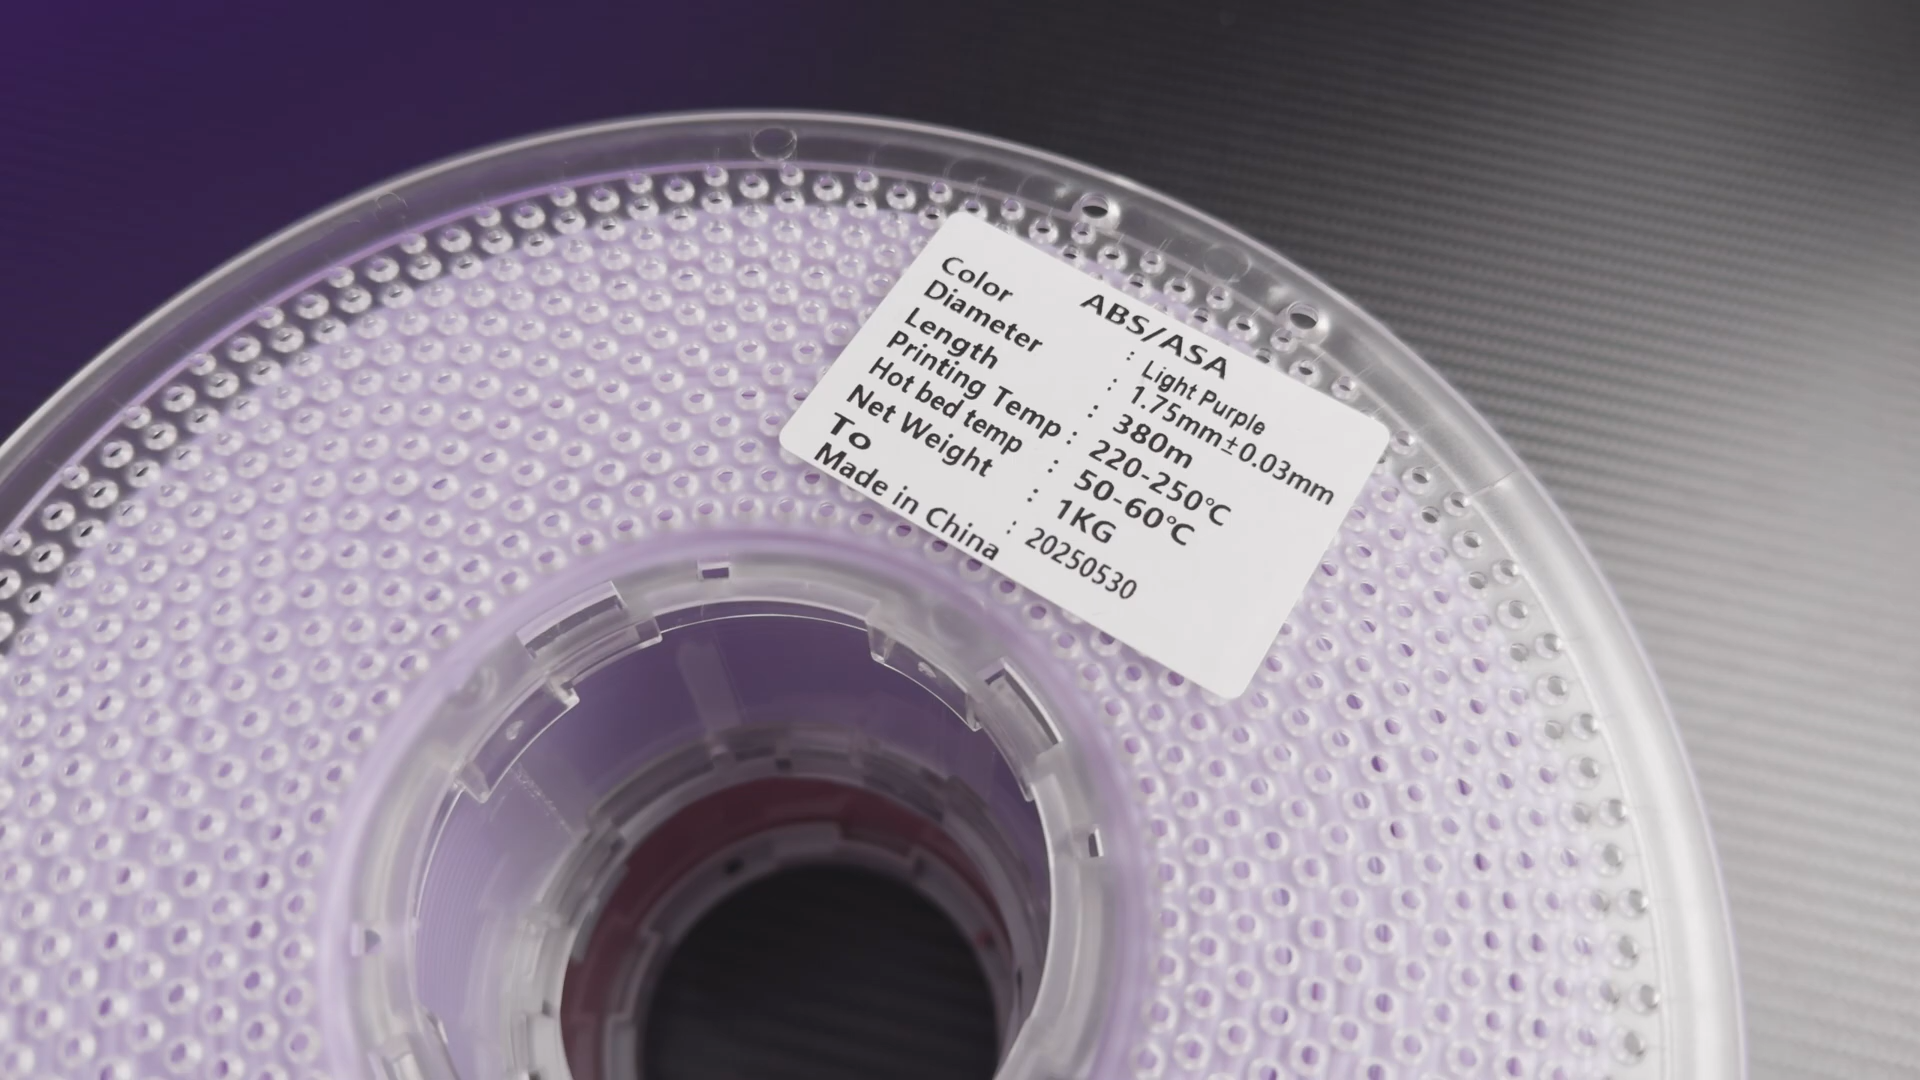 ABS/ASA
Color : Light Purple
Diameter : 1.75mm±0.03mm
Length : 380m
Printing Temp : 220-250℃
Hot bed temp : 50-60℃
Net Weight : 1KG
To : 20250530
Made in China